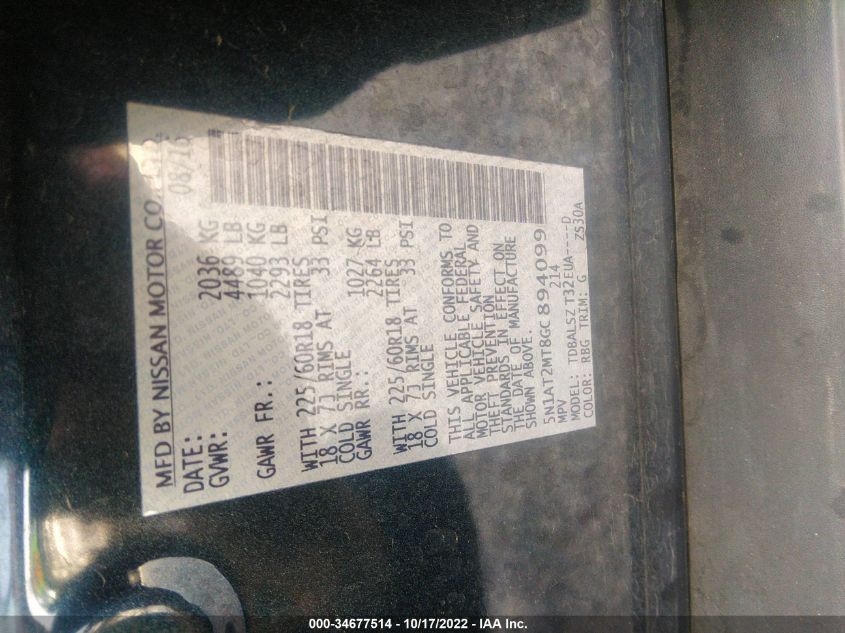 MFD BY NISSAN MOTOR CO.,
DATE: 08/16
GVWR: 2036 KG
4489 LB
GAWR FR.: 1040 KG
2293 LB
WITH 225/60R18 TIRES
18 X 7J RIMS AT 33 PSI
COLD SINGLE
GAWR RR.: 1027 KG
2264 LB
WITH 225/60R18 TIRES
18 X 7J RIMS AT 33 PSI
COLD SINGLE
THIS VEHICLE CONFORMS TO
ALL APPLICABLE FEDERAL
MOTOR VEHICLE SAFETY AND
THEFT PREVENTION
STANDARDS IN EFFECT ON
THE DATE OF MANUFACTURE
SHOWN ABOVE.
5N1AT2MT8GC894099
MPV 214
MODEL: TDBALSZ T32EUA----D
COLOR: RBG TRIM: G ZS30A
000-34677514 - 10/17/2022 - IAA Inc.